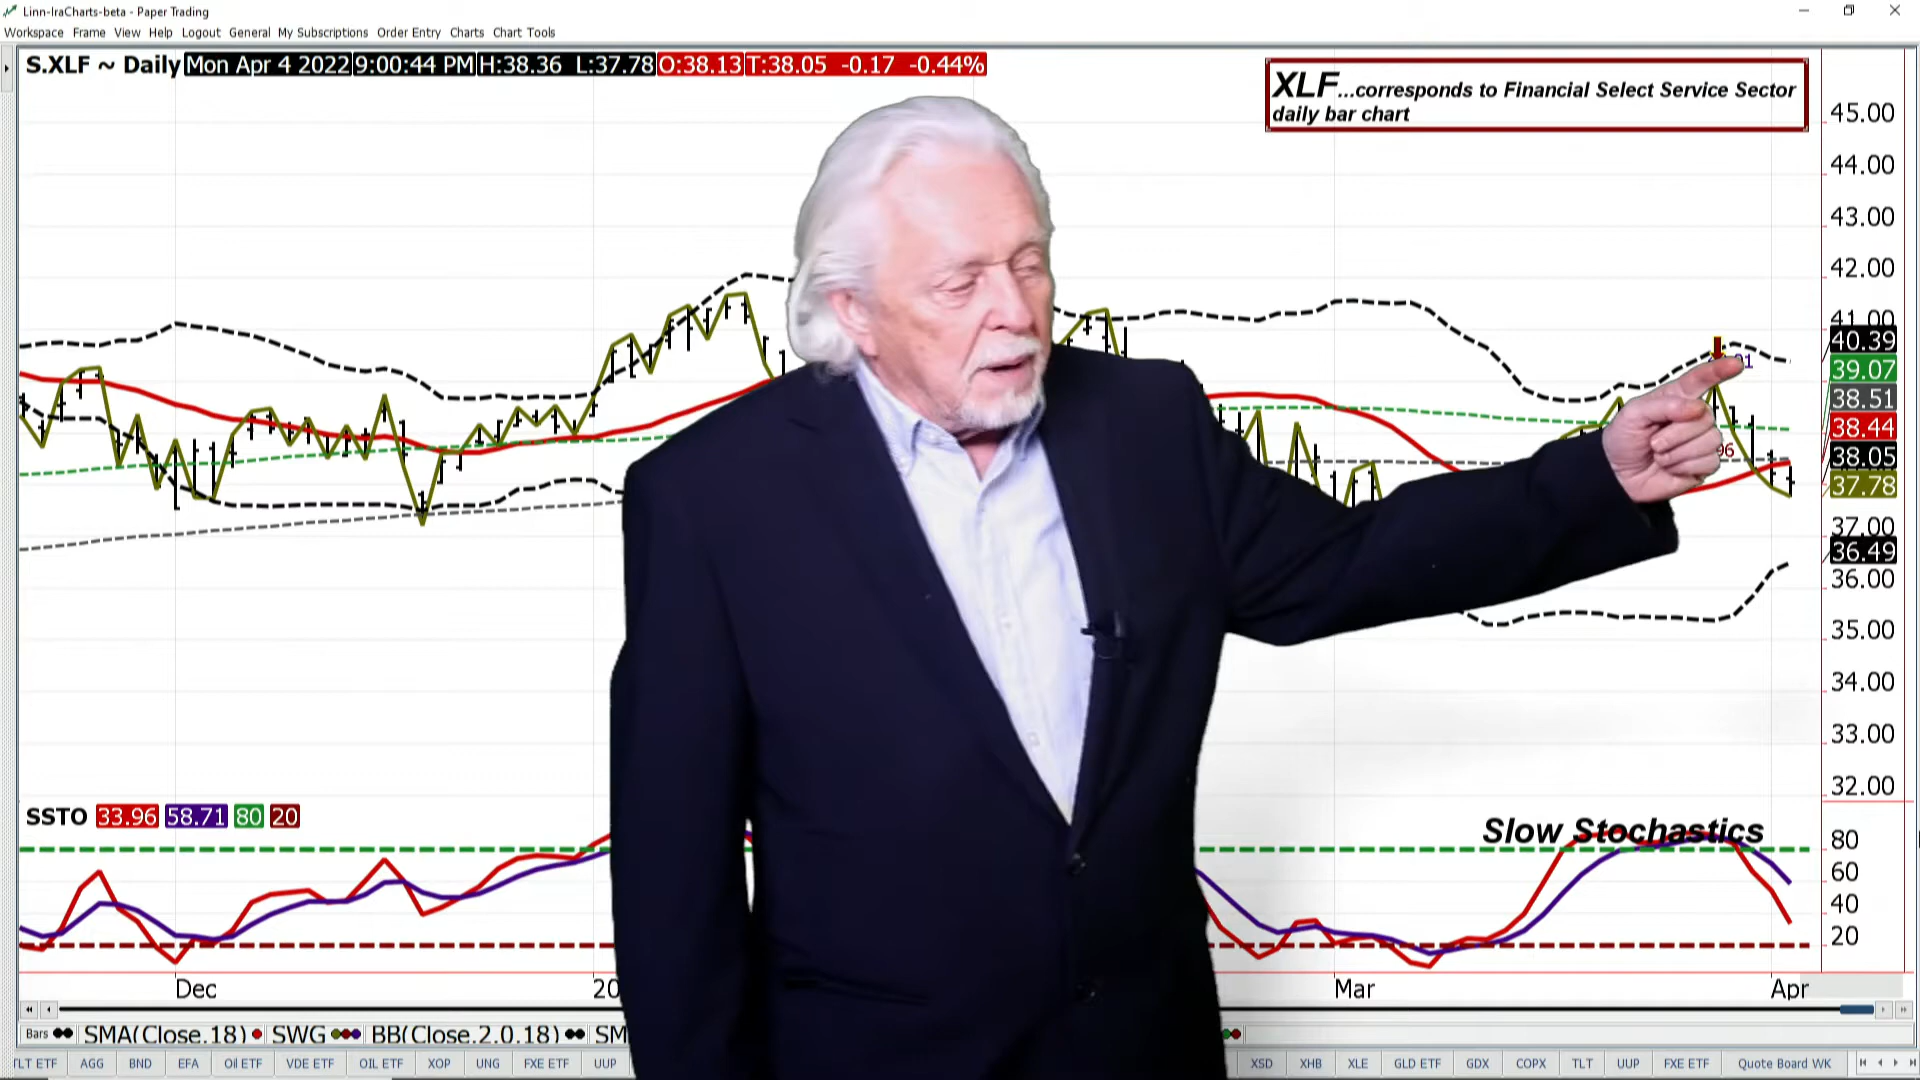 Linn-IraCharts-beta - Paper Trading
Workspace Frame View Help Logout General My Subscriptions Order Entry Charts Chart Tools
S.XLF ~ Daily Mon Apr 4 2022 9:00:44 PM H:38.36 L:37.78 O:38.13 T:38.05 -0.17 -0.44%
XLF...corresponds to Financial Select Service Sector
daily bar chart
45.00
44.00
43.00
42.00
41.00
40.39
39.07
38.51
38.44
38.05
37.78
37.00
36.49
36.00
35.00
34.00
33.00
32.00
SSTO 33.96 58.71 80 20
Slow Stochastics
80
60
40
20
Dec 20 Mar Apr
Bars SMA(Close,18) SWG BB(Close,2.0,18) SM
TLT ETF AGG BND EFA Oil ETF VDE ETF OIL ETF XOP UNG FXE ETF UUP XSD XHB XLE GLD ETF GDX COPX TLT UUP FXE ETF Quote Board WK